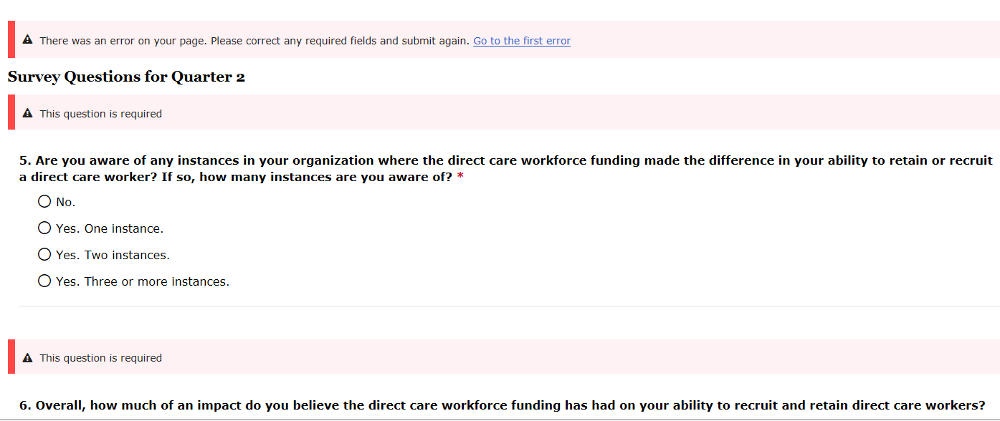 There was an error on your page. Please correct any required fields and submit again. Go to the first error
Survey Questions for Quarter 2
This question is required
5. Are you aware of any instances in your organization where the direct care workforce funding made the difference in your ability to retain or recruit
a direct care worker? If so, how many instances are you aware of? *
No.
Yes. One instance.
Yes. Two instances.
Yes. Three or more instances.
This question is required
6. Overall, how much of an impact do you believe the direct care workforce funding has had on your ability to recruit and retain direct care workers?